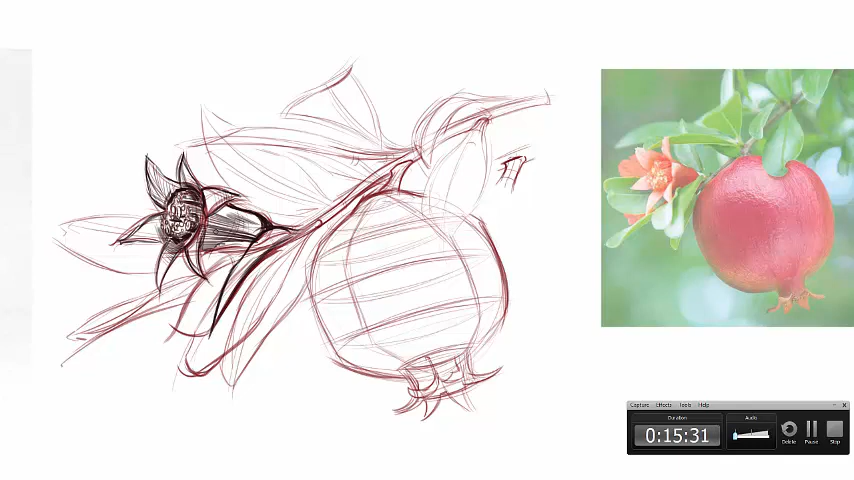 Capture Effects Tools Help
Duration
Audio
0:15:31
Delete
Pause
Stop